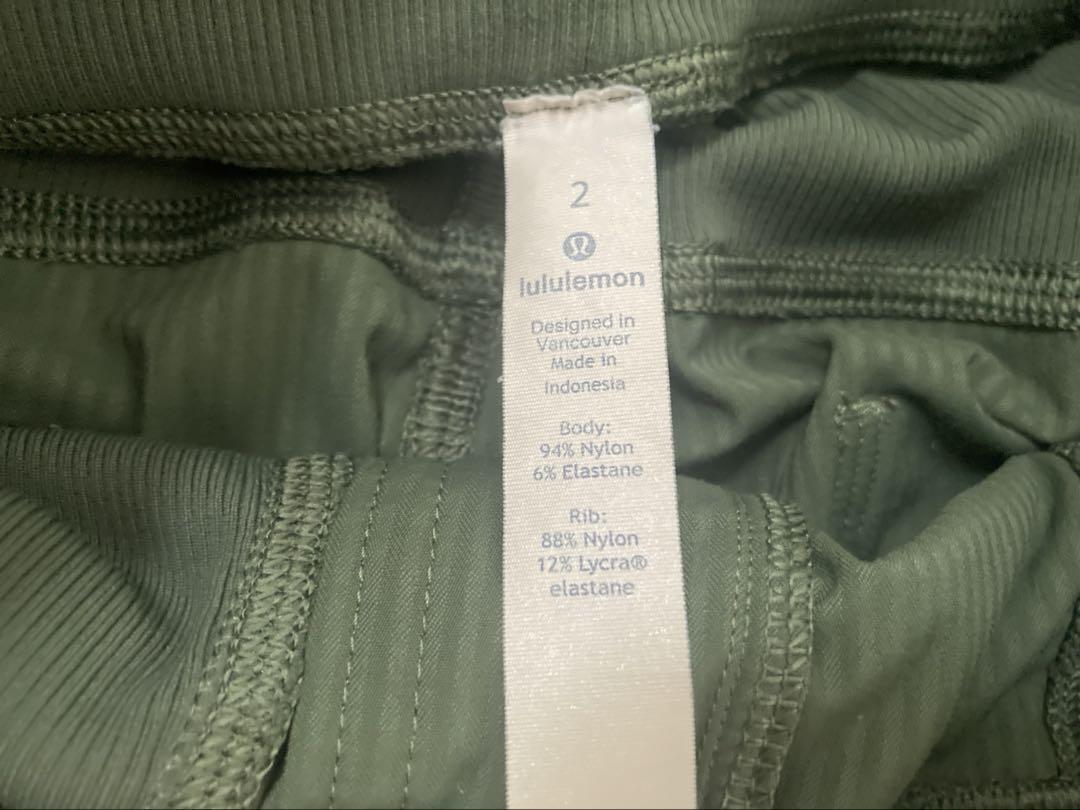 2
lululemon
Designed in
Vancouver
Made in
Indonesia
Body:
94% Nylon
6% Elastane
Rib:
88% Nylon
12% Lycra®
elastane